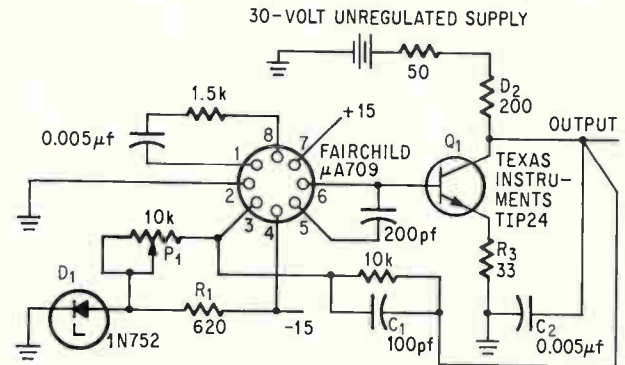 30-VOLT UNREGULATED SUPPLY
50
D2
200
1.5k
+15
0.005µf
8
7
1
FAIRCHILD
µA709
Q1
OUTPUT
2
6
TEXAS
INSTRU-
MENTS
TIP24
3
4
5
10k
P1
200pf
10k
R3
33
D1
R1
620
-15
C1
100pf
C2
0.005µf
L
1N752